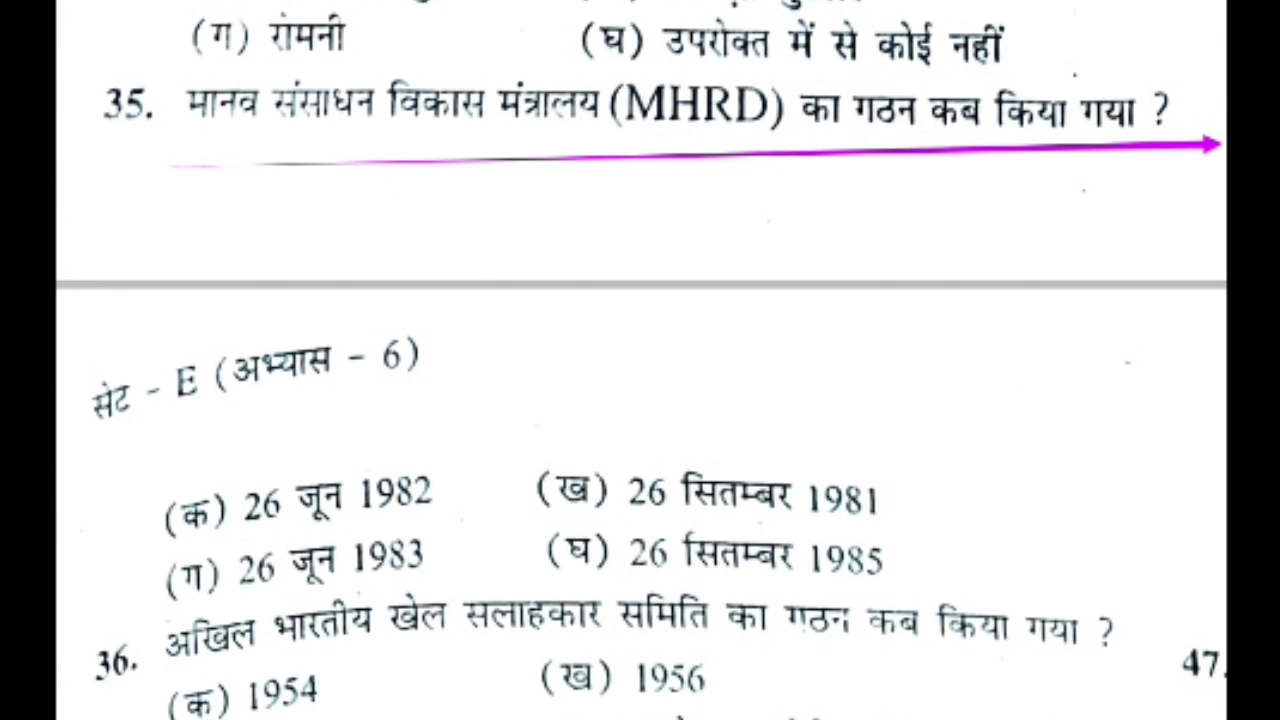 (ग) रोमनी (घ) उपरोक्त में से कोई नहीं
35. मानव संसाधन विकास मंत्रालय (MHRD) का गठन कब किया गया ?
सेट - E (अभ्यास - 6)
(क) 26 जून 1982 (ख) 26 सितम्बर 1981
(ग) 26 जून 1983 (घ) 26 सितम्बर 1985
36. अखिल भारतीय खेल सलाहकार समिति का गठन कब किया गया ?
47.
(क) 1954 (ख) 1956